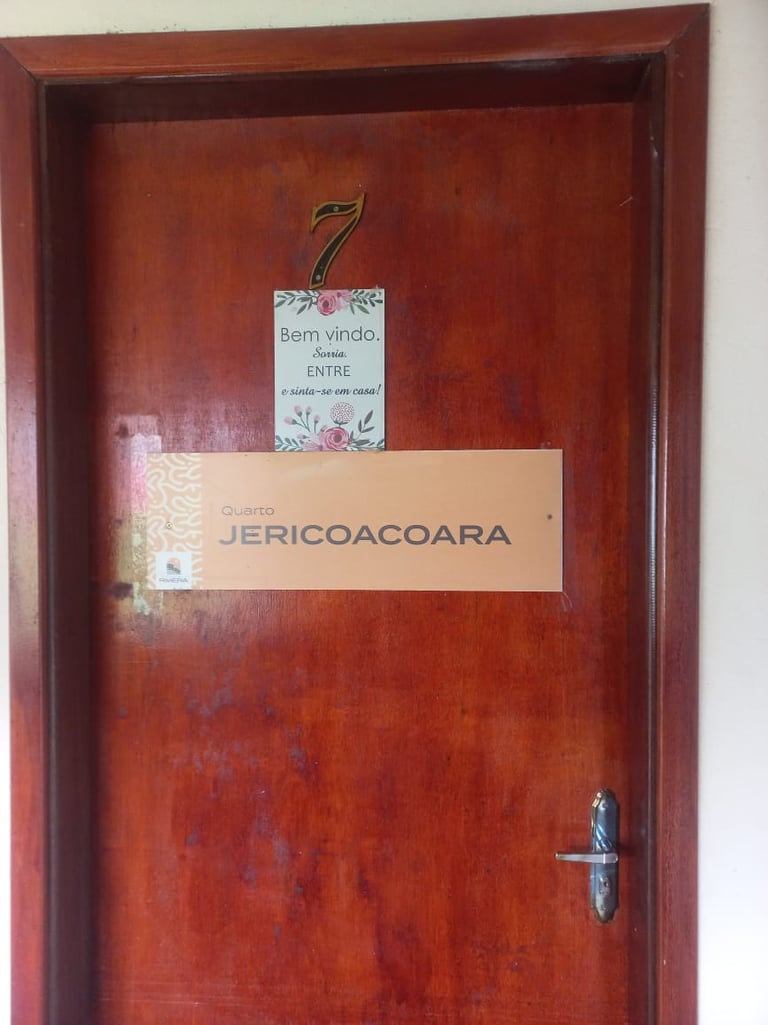 7
Bem vindo.
Sorria.
ENTRE
e sinta-se em casa!
Quarto
JERICOACOARA